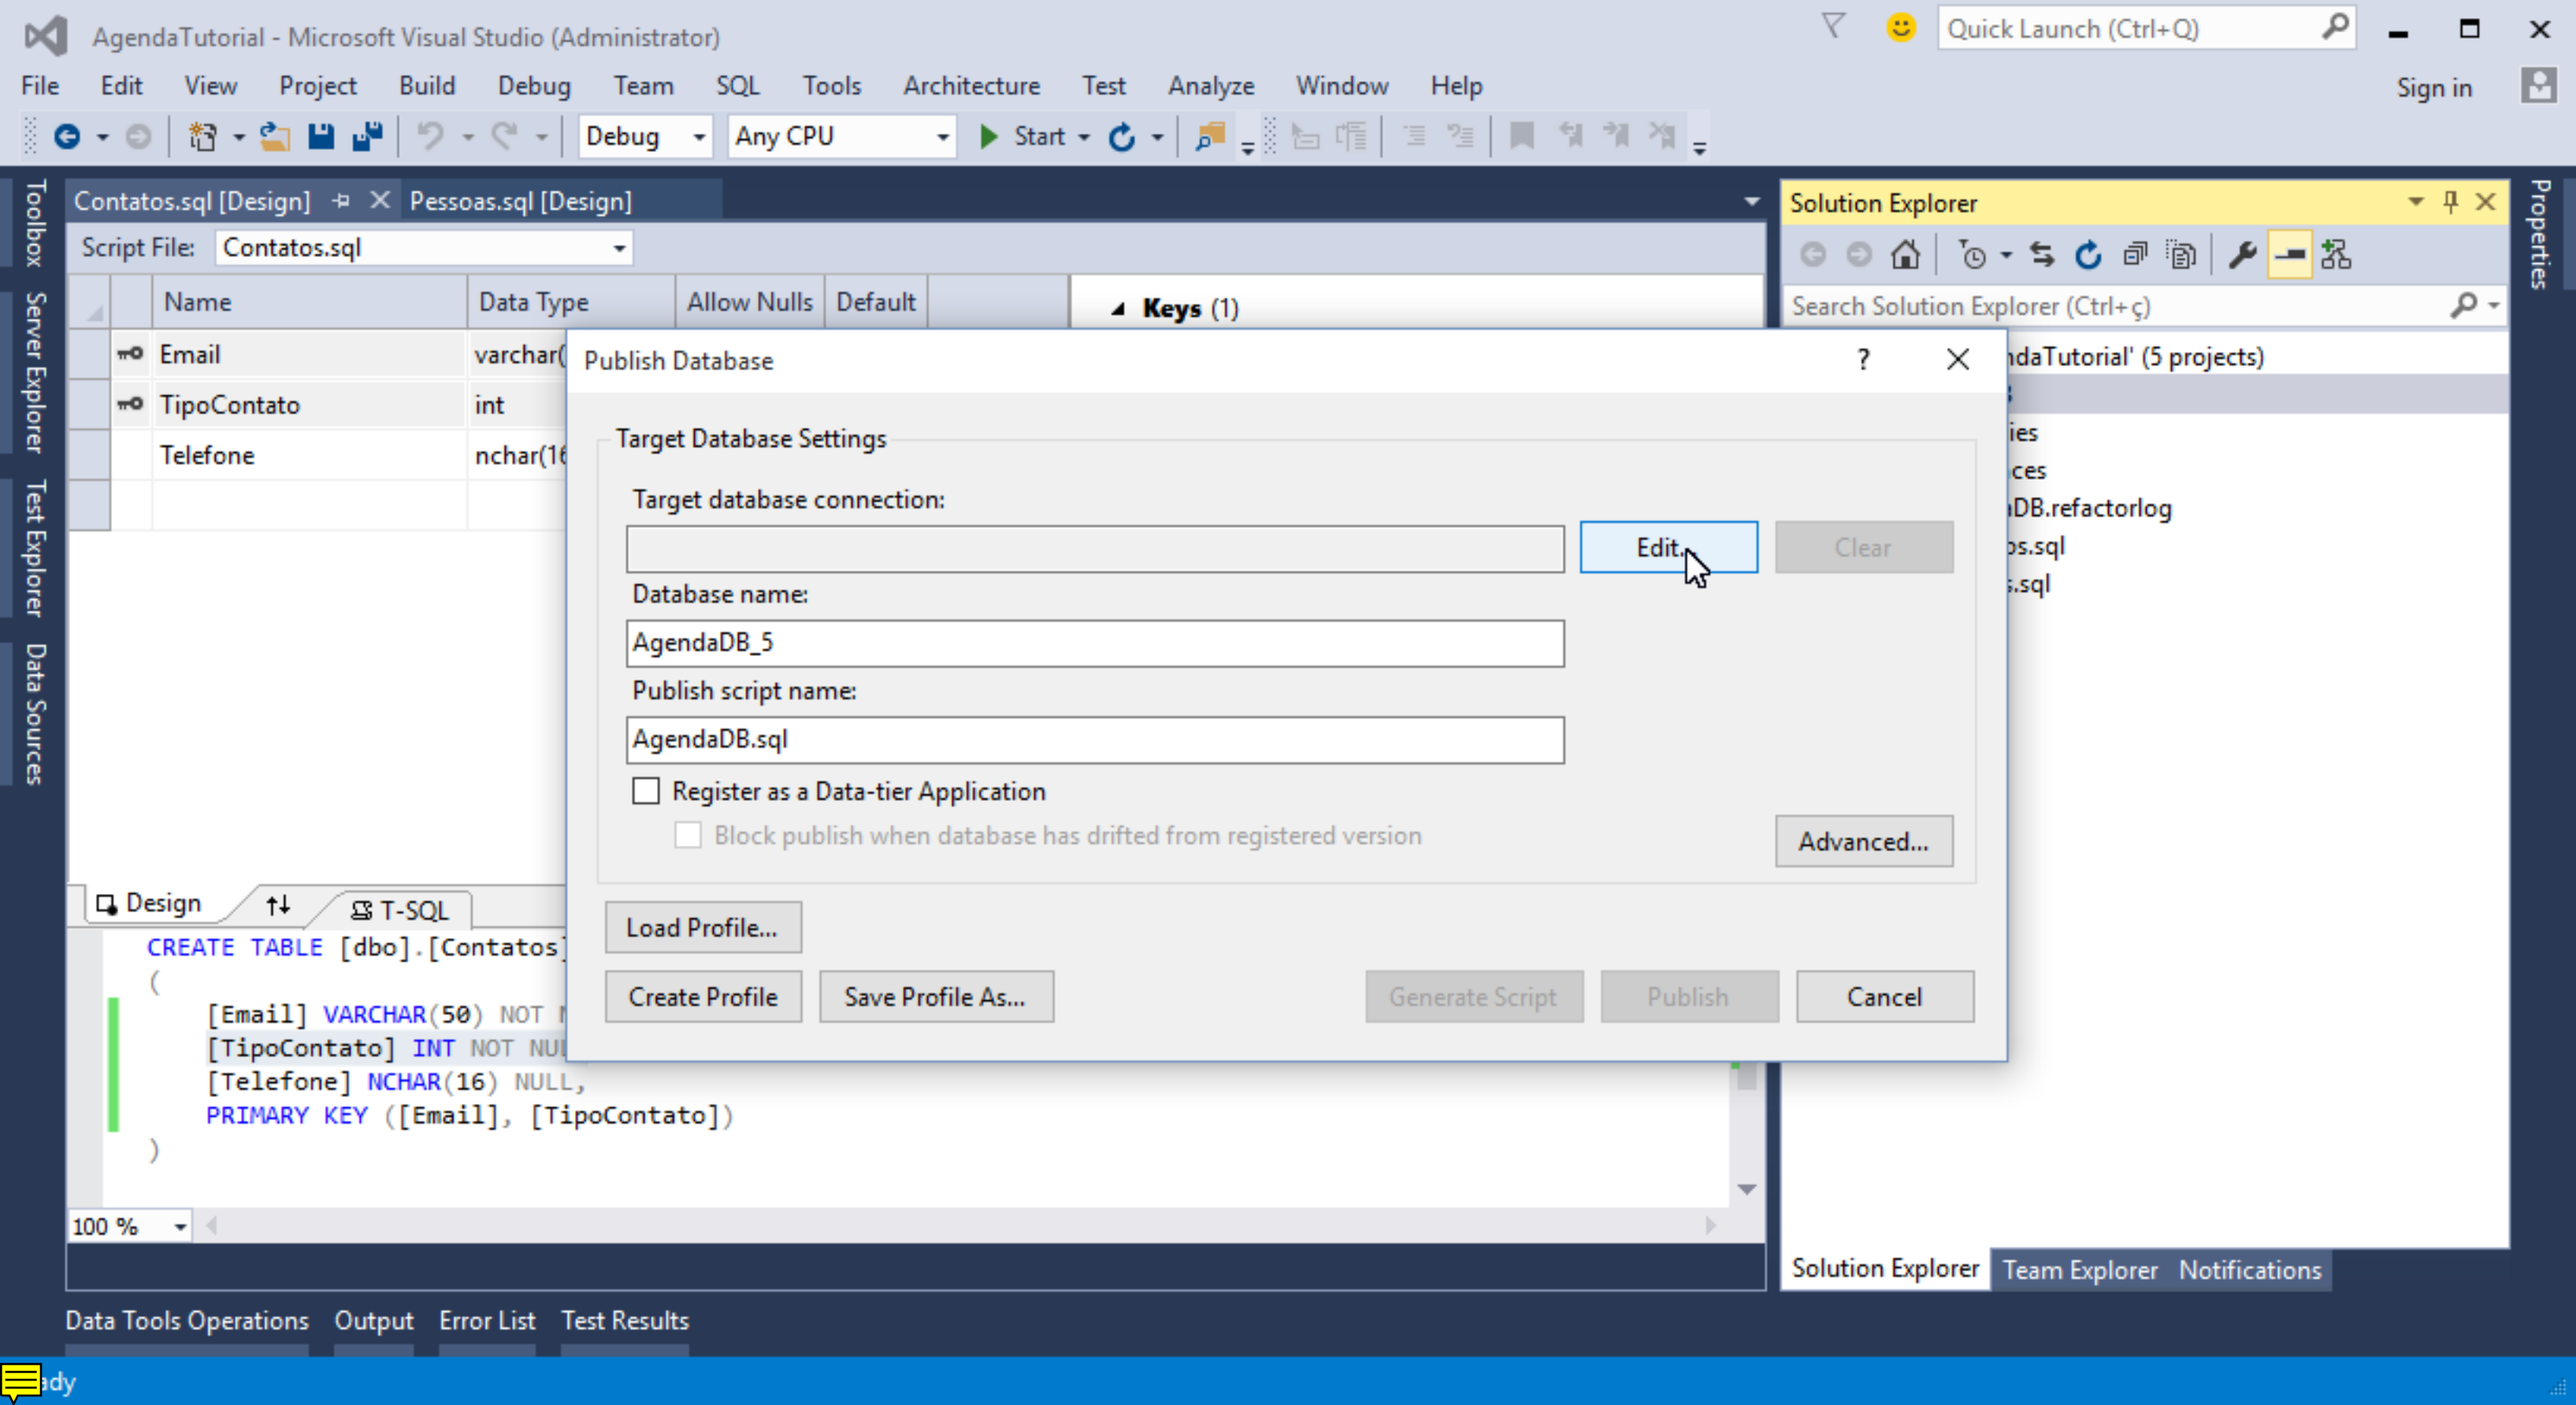 AgendaTutorial - Microsoft Visual Studio (Administrator)
Quick Launch (Ctrl+Q)
File Edit View Project Build Debug Team SQL Tools Architecture Test Analyze Window Help
Sign in
Debug Any CPU Start
Toolbox
Server Explorer
Test Explorer
Data Sources
Contatos.sql [Design] Pessoas.sql [Design]
Script File: Contatos.sql
Name Data Type Allow Nulls Default
Email varchar(
TipoContato int
Telefone nchar(16
Keys (1)
Publish Database
?
Target Database Settings
Target database connection:
Edit... Clear
Database name:
AgendaDB_5
Publish script name:
AgendaDB.sql
Register as a Data-tier Application
Block publish when database has drifted from registered version
Advanced...
Load Profile...
Create Profile Save Profile As... Generate Script Publish Cancel
Design T-SQL
CREATE TABLE [dbo].[Contatos]
(
[Email] VARCHAR(50) NOT N
[TipoContato] INT NOT NUL
[Telefone] NCHAR(16) NULL,
PRIMARY KEY ([Email], [TipoContato])
)
100 %
Solution Explorer
Search Solution Explorer (Ctrl+ç)
ndaTutorial' (5 projects)
ies
ces
DB.refactorlog
os.sql
s.sql
Properties
Solution Explorer Team Explorer Notifications
Data Tools Operations Output Error List Test Results
ady